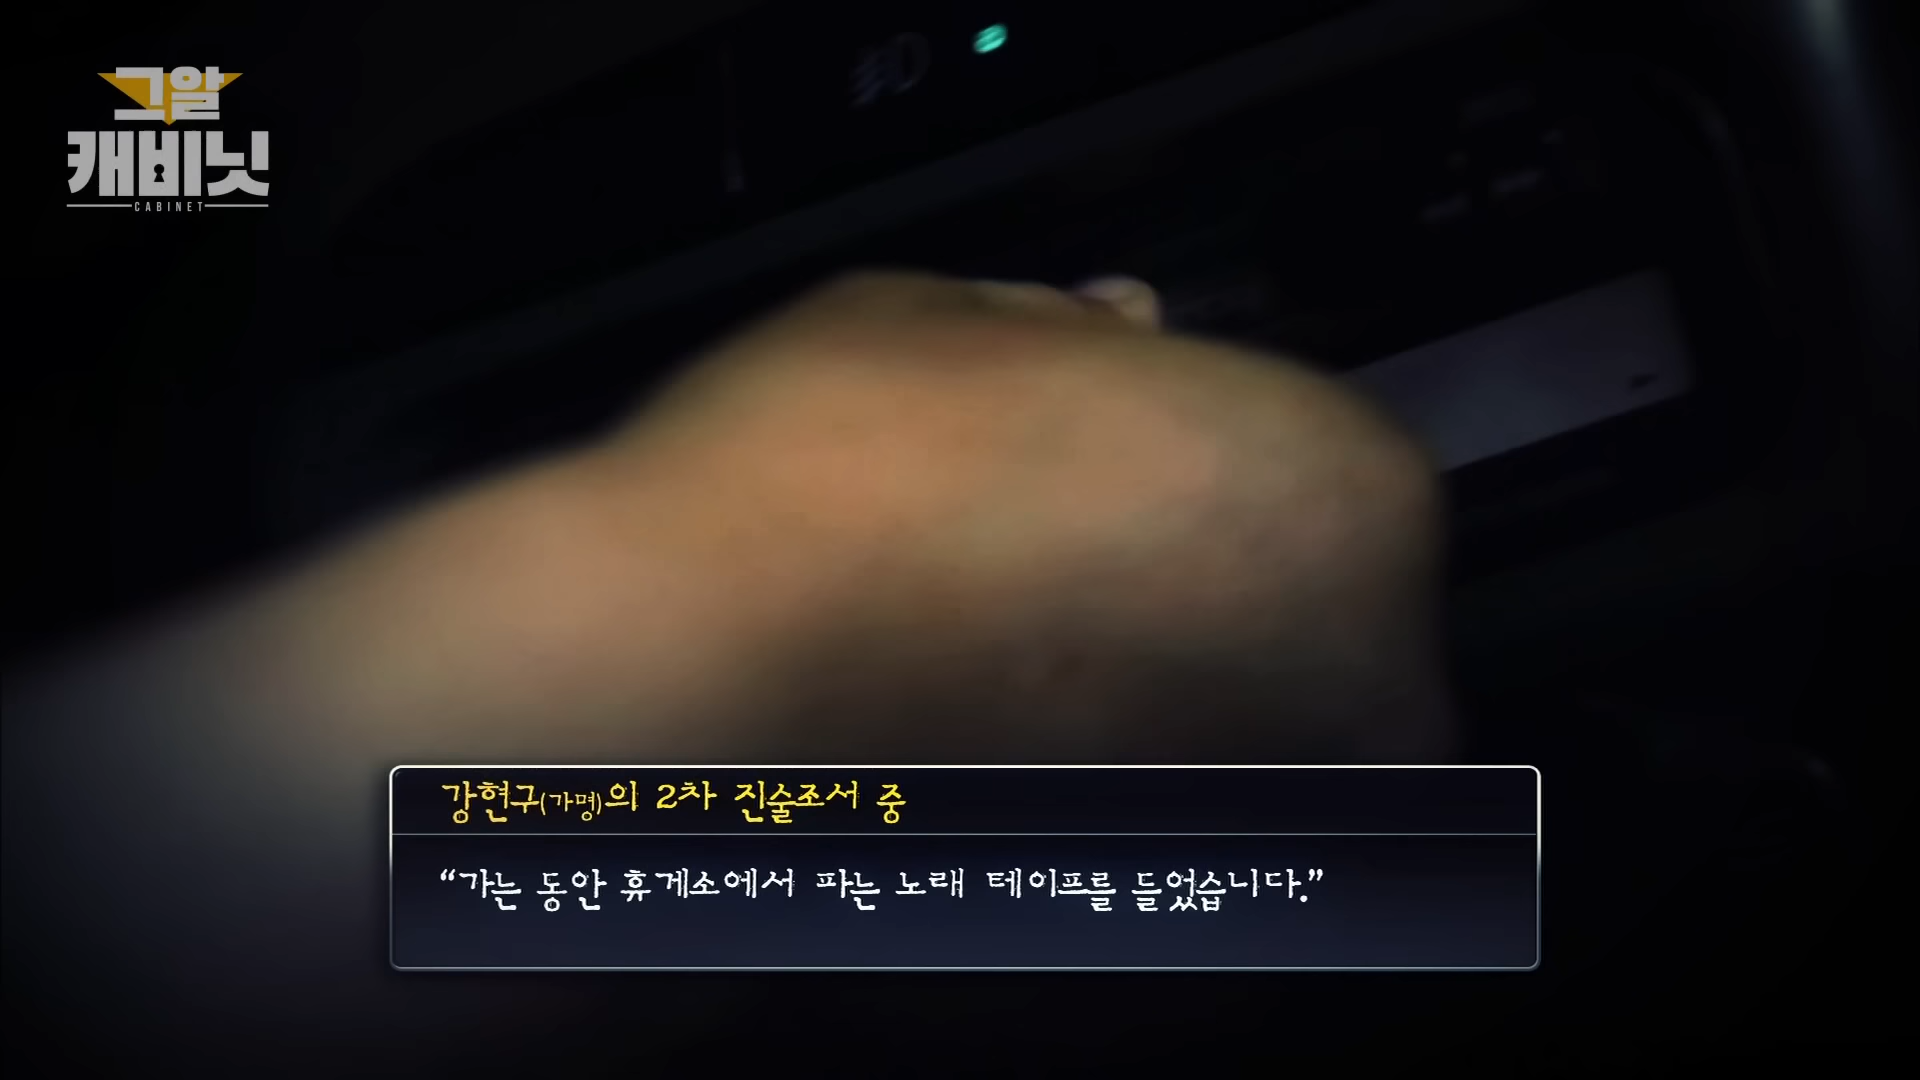 그알
캐비닛
CABINET
강현구(가명)의 2차 진술조서 중
“가는 동안 휴게소에서 파는 노래 테이프를 들었습니다.”